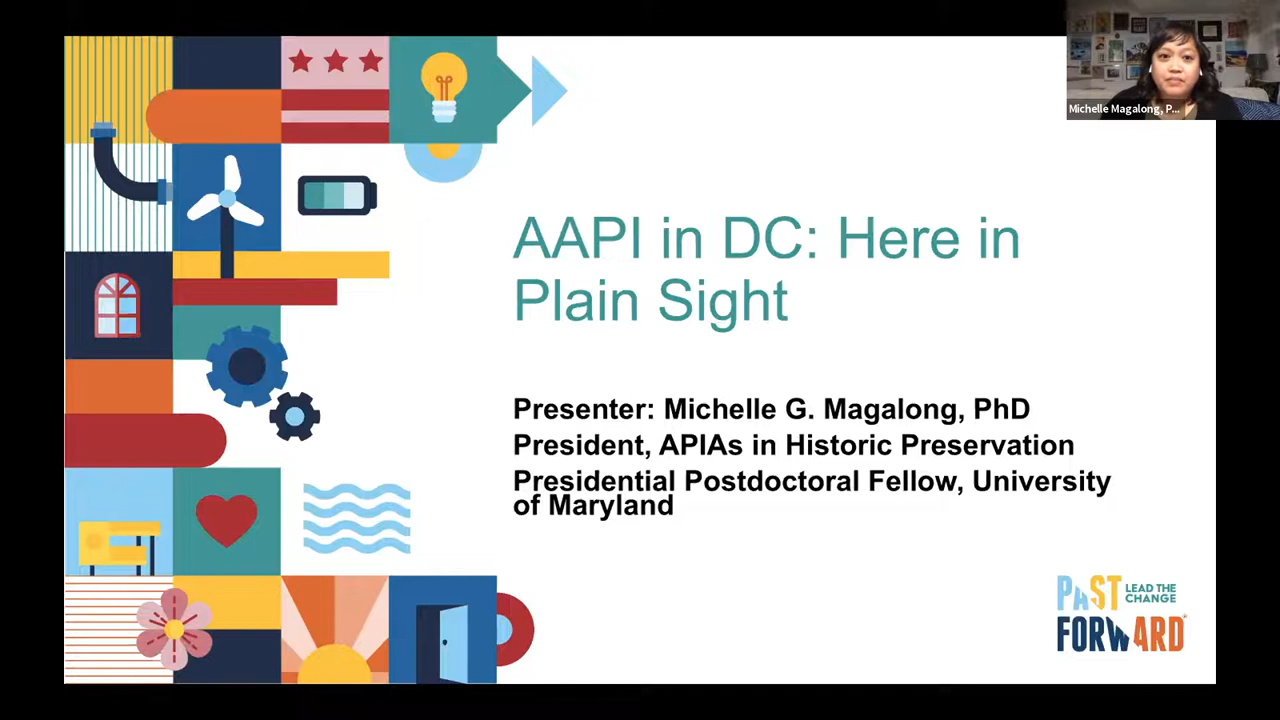 Michelle Magalong, P...
AAPI in DC: Here in
Plain Sight
Presenter: Michelle G. Magalong, PhD
President, APIAs in Historic Preservation
Presidential Postdoctoral Fellow, University
of Maryland
PAST LEAD THE
CHANGE
FORWARD